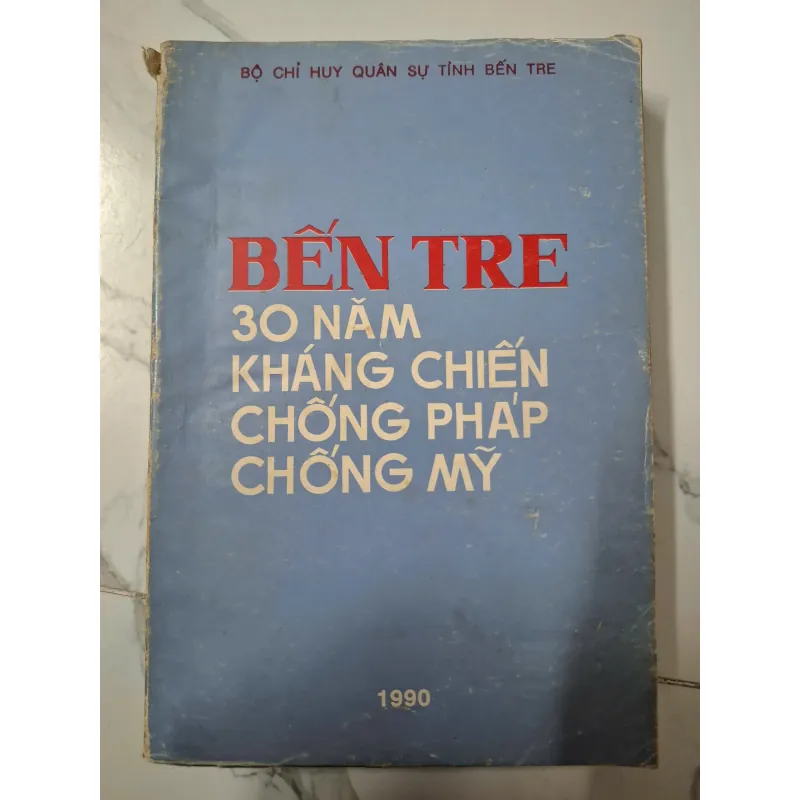 BỘ CHỈ HUY QUÂN SỰ TỈNH BẾN TRE
BẾN TRE
30 NĂM
KHÁNG CHIẾN
CHỐNG PHÁP
CHỐNG MỸ
1990